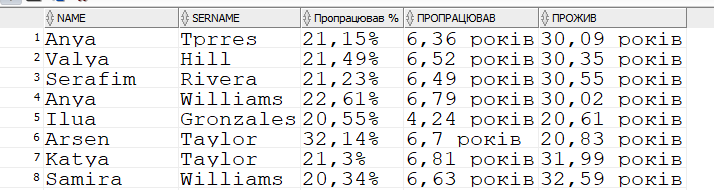 NAME SERNAME Пропрацював % ПРОПРАЦЮВАВ ПРОЖИВ
1 Anya Tprres 21,15% 6,36 років 30,09 років
2 Valya Hill 21,49% 6,52 років 30,35 років
3 Serafim Rivera 21,23% 6,49 років 30,55 років
4 Anya Williams 22,61% 6,79 років 30,02 років
5 Ilua Gronzales 20,55% 4,24 років 20,61 років
6 Arsen Taylor 32,14% 6,7 років 20,83 років
7 Katya Taylor 21,3% 6,81 років 31,99 років
8 Samira Williams 20,34% 6,63 років 32,59 років